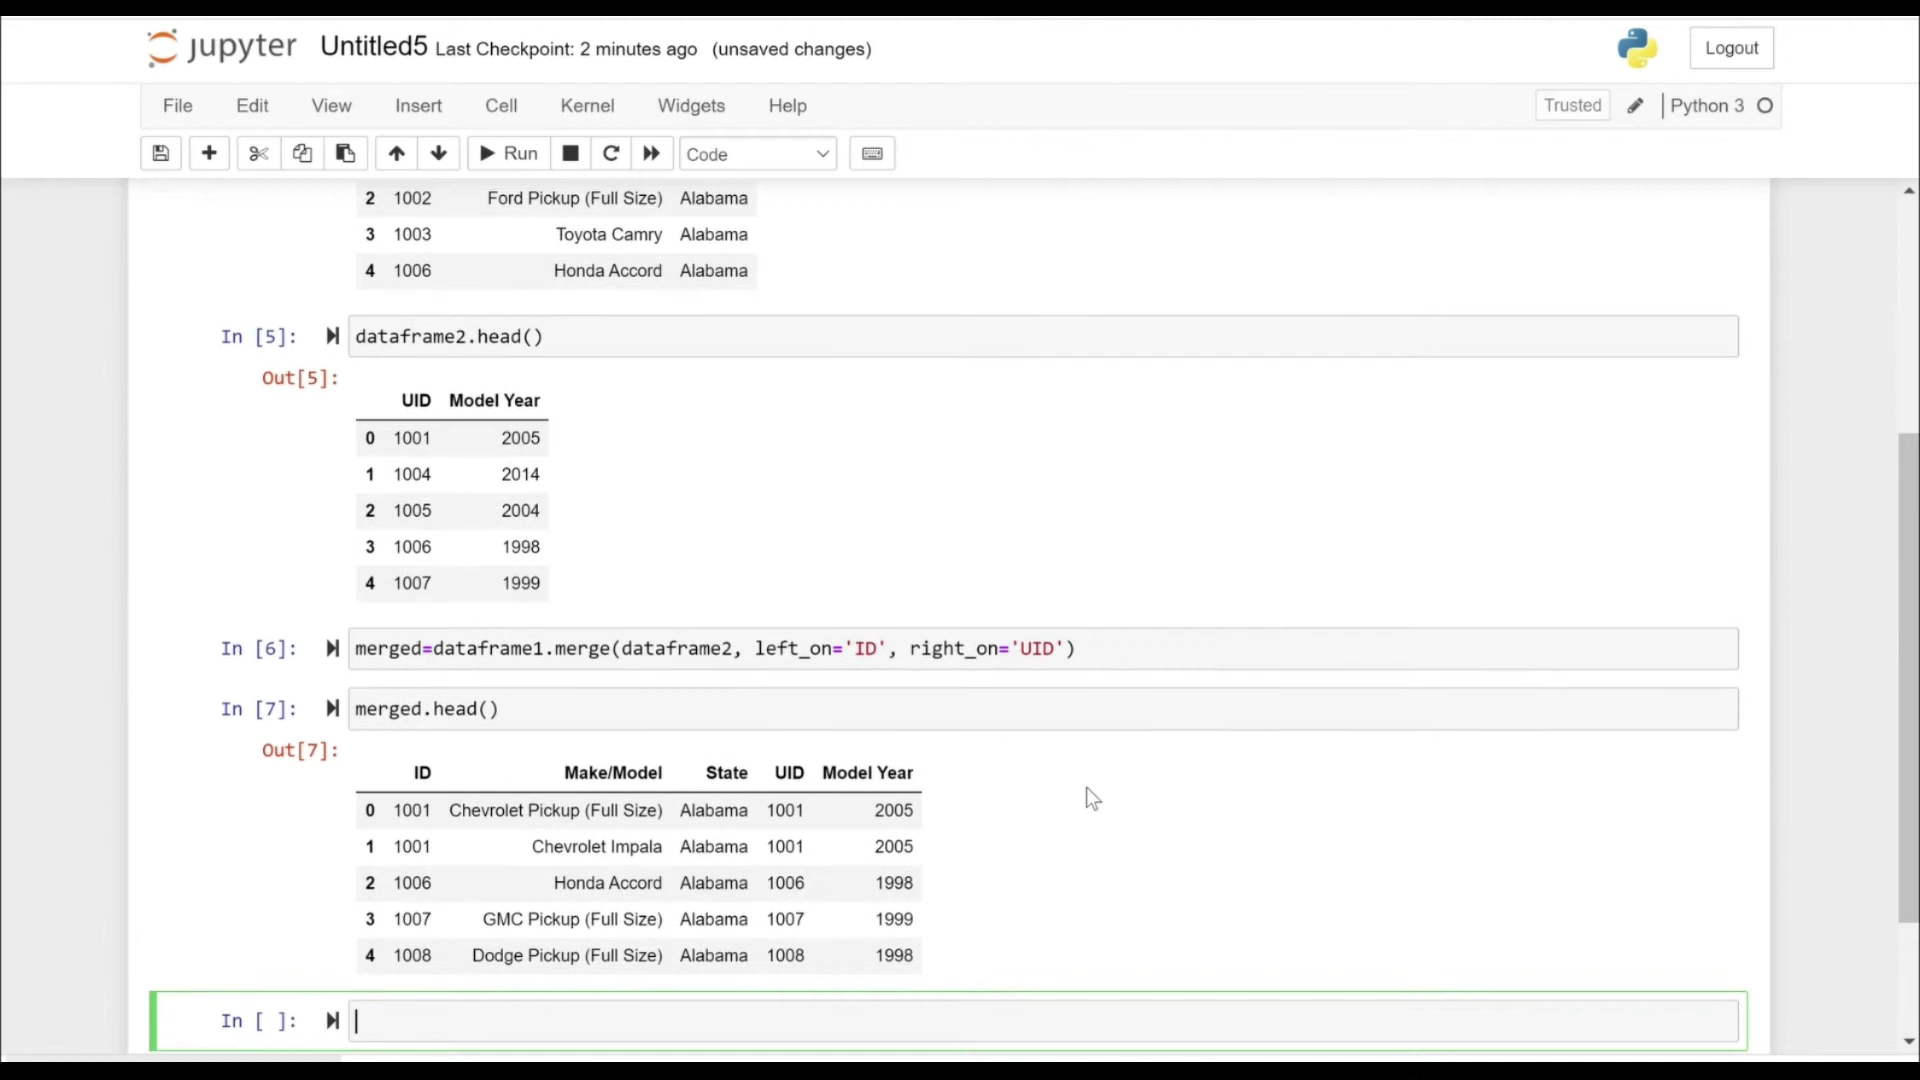 jupyter Untitled5 Last Checkpoint: 2 minutes ago (unsaved changes) Logout
File Edit View Insert Cell Kernel Widgets Help Trusted Python 3
Run Code
2 1002 Ford Pickup (Full Size) Alabama
3 1003 Toyota Camry Alabama
4 1006 Honda Accord Alabama
In [5]: dataframe2.head()
Out[5]:
UID Model Year
0 1001 2005
1 1004 2014
2 1005 2004
3 1006 1998
4 1007 1999
In [6]: merged=dataframe1.merge(dataframe2, left_on='ID', right_on='UID')
In [7]: merged.head()
Out[7]:
ID Make/Model State UID Model Year
0 1001 Chevrolet Pickup (Full Size) Alabama 1001 2005
1 1001 Chevrolet Impala Alabama 1001 2005
2 1006 Honda Accord Alabama 1006 1998
3 1007 GMC Pickup (Full Size) Alabama 1007 1999
4 1008 Dodge Pickup (Full Size) Alabama 1008 1998
In [ ]: